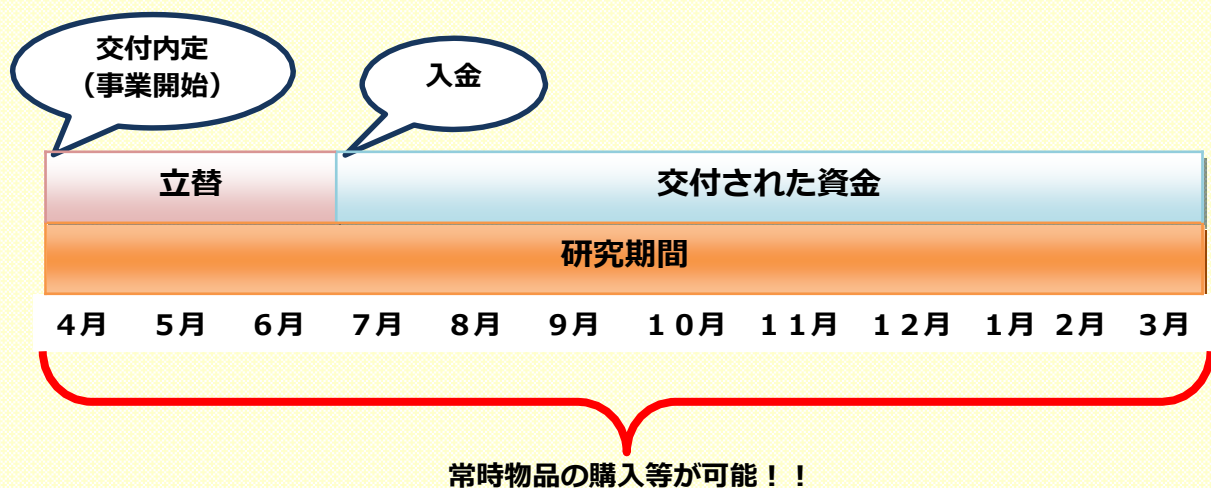 交付内定
（事業開始）
入金
立替
交付された資金
研究期間
４月 ５月 ６月 ７月 ８月 ９月 １０月 １１月 １２月 １月 ２月 ３月
常時物品の購入等が可能！！